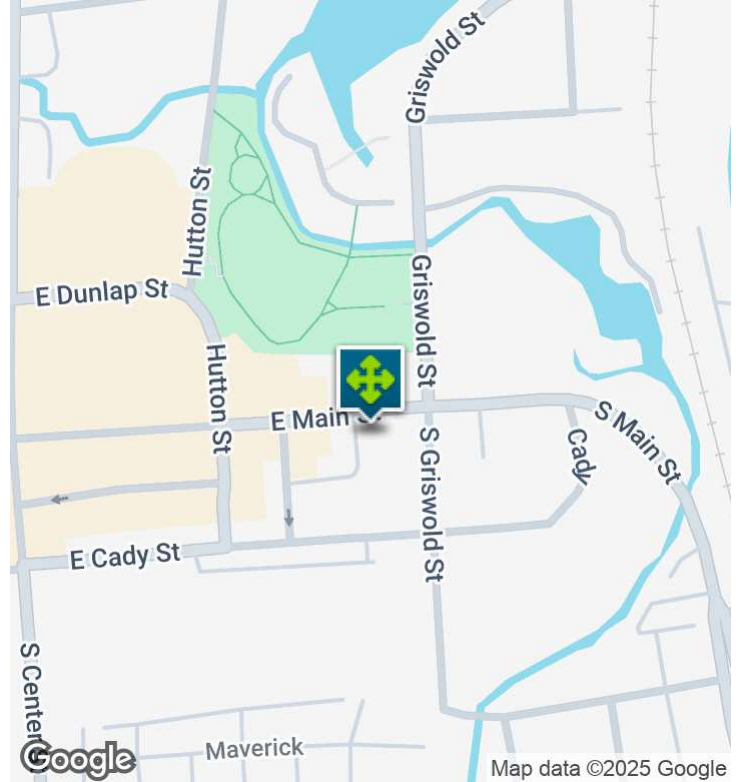 Griswold St
Hutton St
E Dunlap St
Griswold St
Hutton St
E Main St
S Main St
Cady
S Griswold St
E Cady St
S Center S
Maverick
Google
Map data ©2025 Google